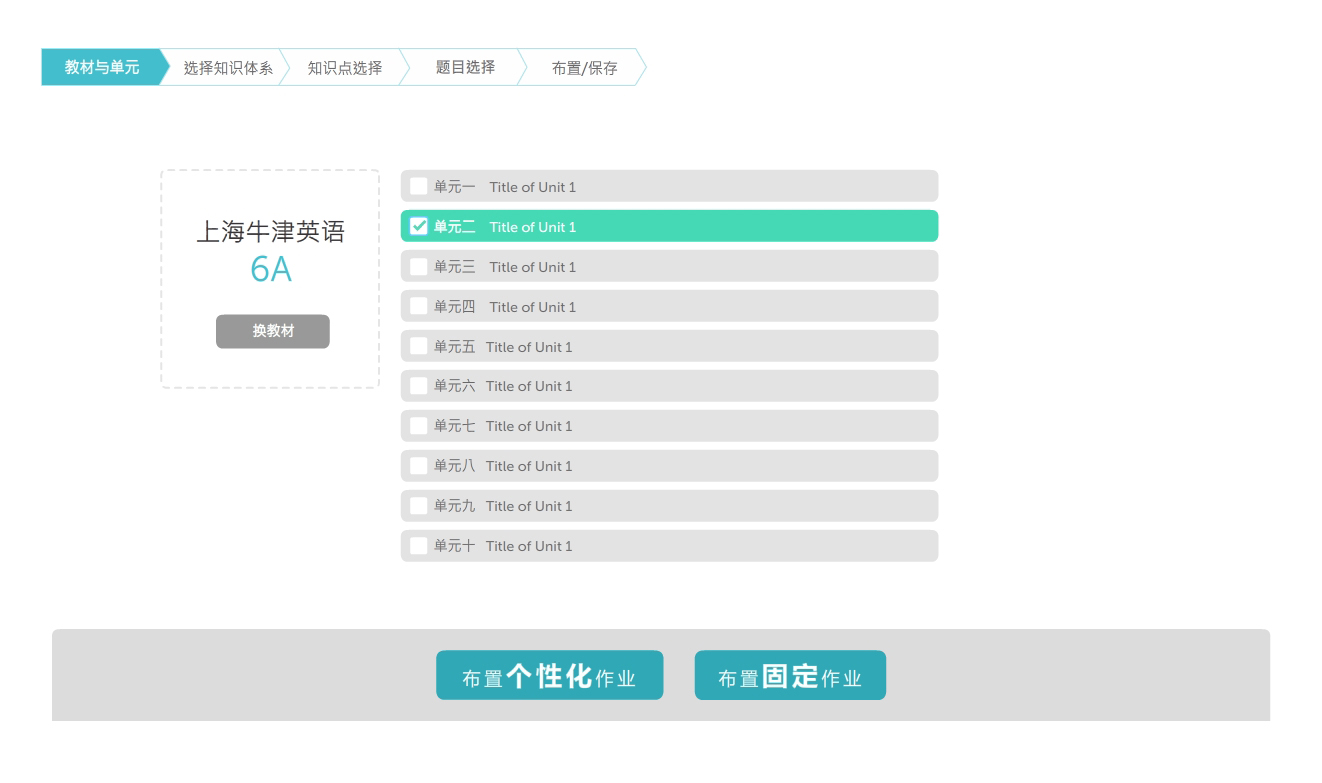 教材与单元 选择知识体系 知识点选择 题目选择 布置/保存
上海牛津英语
6A
换教材
单元一 Title of Unit 1
单元二 Title of Unit 1
单元三 Title of Unit 1
单元四 Title of Unit 1
单元五 Title of Unit 1
单元六 Title of Unit 1
单元七 Title of Unit 1
单元八 Title of Unit 1
单元九 Title of Unit 1
单元十 Title of Unit 1
布置个性化作业 布置固定作业